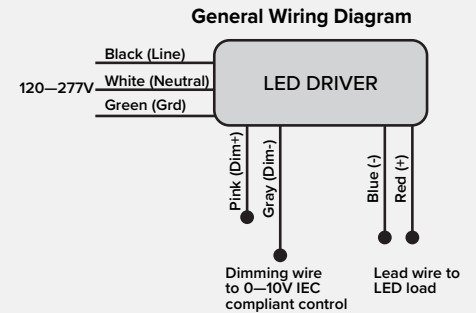 General Wiring Diagram
Black (Line)
120—277V
White (Neutral)
Green (Grd)
LED DRIVER
Pink (Dim+)
Gray (Dim-)
Blue (-)
Red (+)
Dimming wire
to 0—10V IEC
compliant control
Lead wire to
LED load